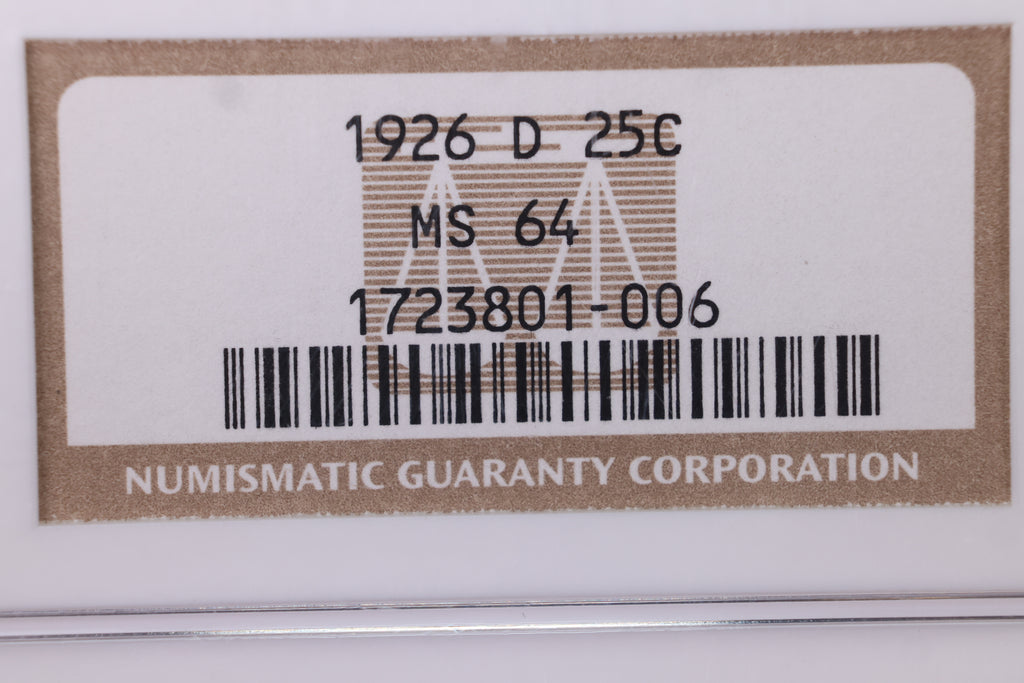 1926 D 25C
MS 64
1723801-006
NUMISMATIC GUARANTY CORPORATION